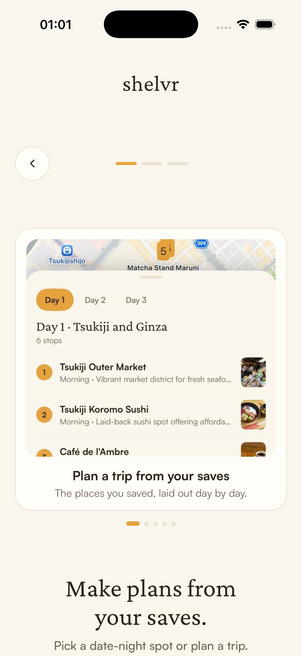 01:01
shelvr
Tsukijishijo
5
304
Matcha Stand Maruni
Day 1 Day 2 Day 3
Day 1 · Tsukiji and Ginza
6 stops
1 Tsukiji Outer Market
Morning · Vibrant market district for fresh seafo...
2 Tsukiji Koromo Sushi
Morning · Laid-back sushi spot offering afforda...
3 Café de l'Ambre
Plan a trip from your saves
The places you saved, laid out day by day.
Make plans from
your saves.
Pick a date-night spot or plan a trip.